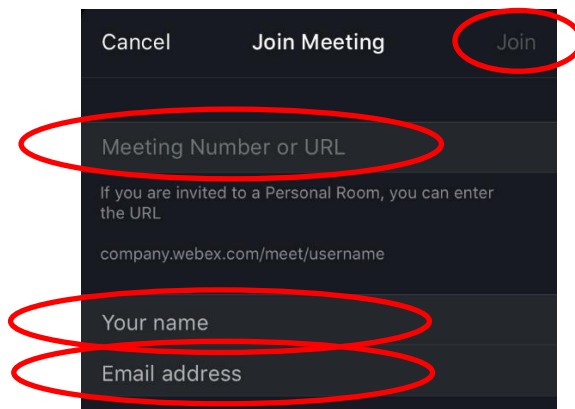 Cancel Join Meeting Join
Meeting Number or URL
If you are invited to a Personal Room, you can enter
the URL
company.webex.com/meet/username
Your name
Email address